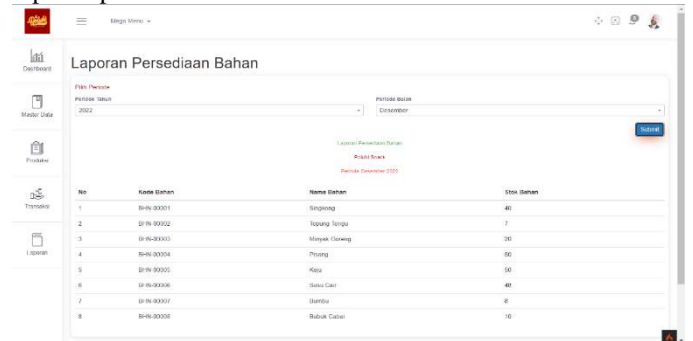 Mega Menu
Dashboard
Master Data
Produksi
Transaksi
Laporan
Laporan Persediaan Bahan
Pilih Periode
Periode Tahun
Periode Bulan
2022
Desember
Submit
Laporan Persediaan Bahan
Snack
Periode Desember 2022
No Kode Bahan Nama Bahan Stok Bahan
1 BHN-00001 Singkong 40
2 BHN-00002 Tepung Terigu 7
3 BHN-00003 Minyak Goreng 20
4 BHN-00004 Pisang 50
5 BHN-00005 Keju 50
6 BHN-00006 Susu Cair 40
7 BHN-00007 Bumbu 8
8 BHN-00008 Bubuk Cabai 10